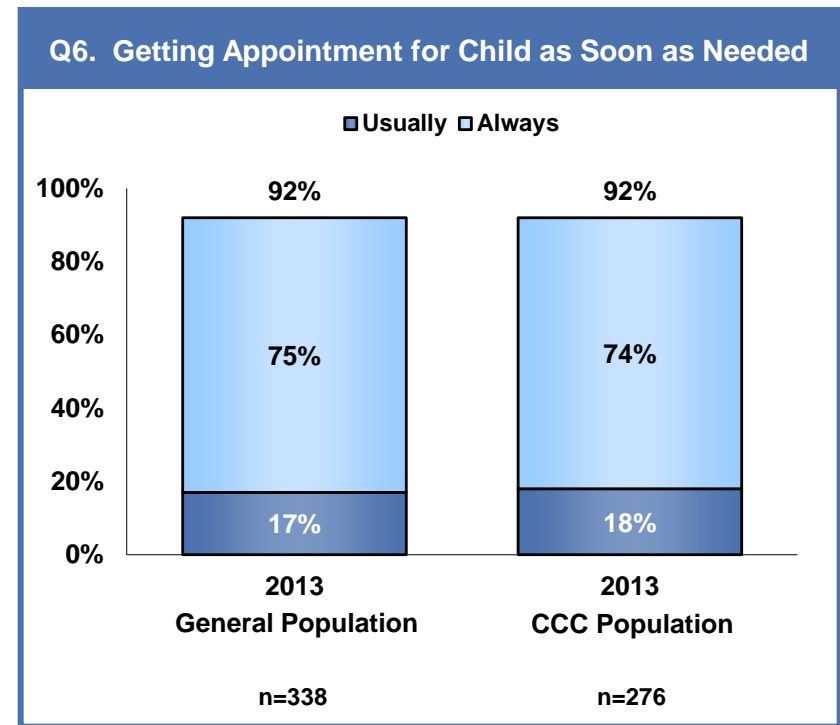 Q6. Getting Appointment for Child as Soon as Needed
Usually Always
100%
80%
60%
40%
20%
0%
92% 92%
75% 74%
17% 18%
2013 2013
General Population CCC Population
n=338 n=276